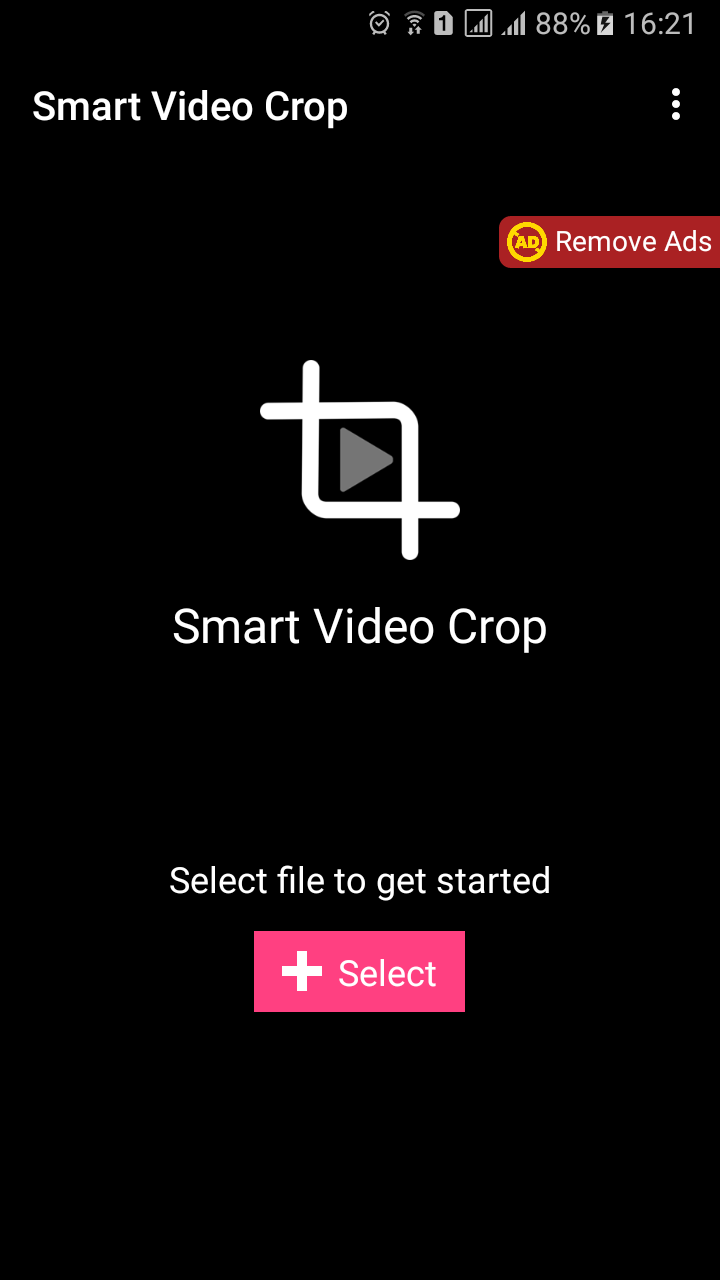 1 88% 16:21
Smart Video Crop
AD Remove Ads
Smart Video Crop
Select file to get started
Select